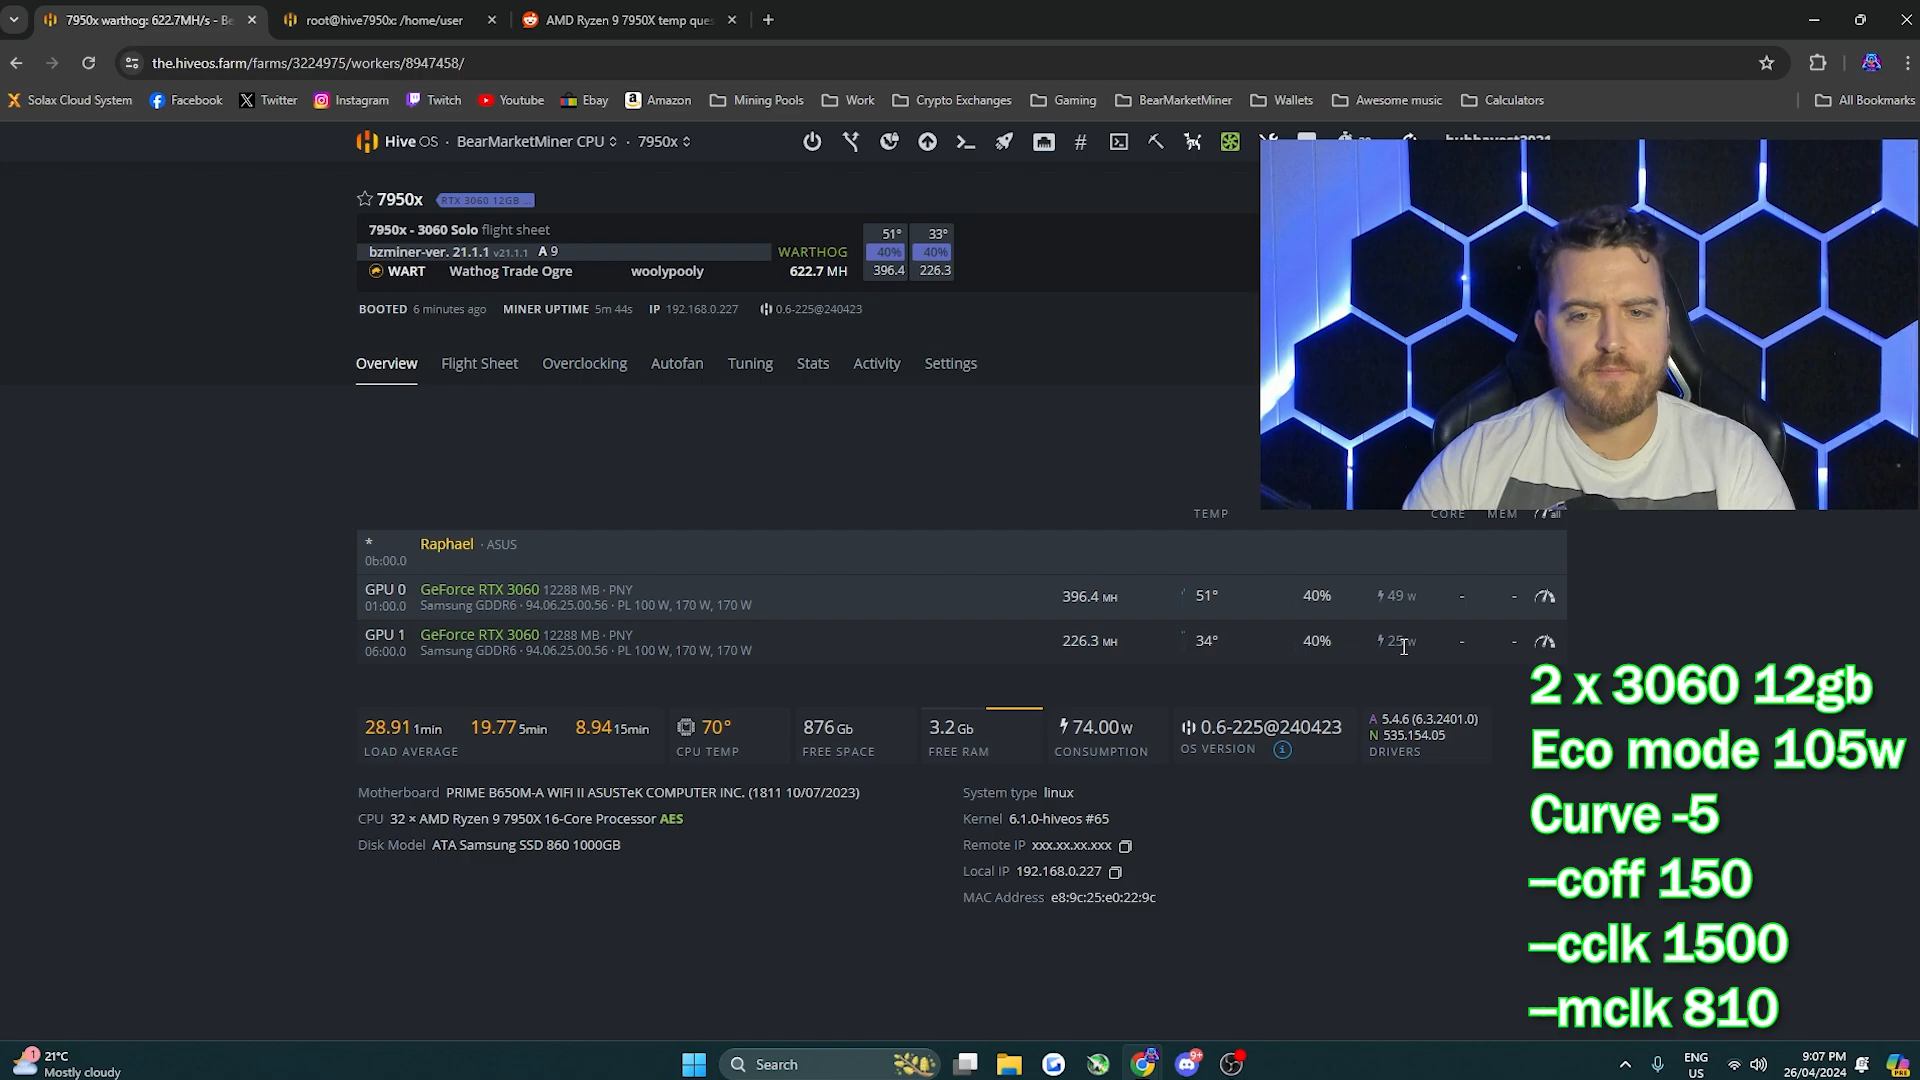 7950x warthog: 622.7MH/s - Be
root@hive7950x: /home/user
AMD Ryzen 9 7950X temp ques
the.hiveos.farm/farms/3224975/workers/8947458/
Solax Cloud System
Facebook
Twitter
Instagram
Twitch
Youtube
Ebay
Amazon
Mining Pools
Work
Crypto Exchanges
Gaming
BearMarketMiner
Wallets
Awesome music
Calculators
All Bookmarks
Hive OS · BearMarketMiner CPU · 7950x
7950x RTX 3060 12GB ...
7950x - 3060 Solo flight sheet
51° 33°
bzminer-ver. 21.1.1 v21.1.1 A 9 WARTHOG 40% 40%
WART Wathog Trade Ogre woolypooly 622.7 MH 396.4 226.3
BOOTED 6 minutes ago MINER UPTIME 5m 44s IP 192.168.0.227 0.6-225@240423
Overview Flight Sheet Overclocking Autofan Tuning Stats Activity Settings
TEMP CORE MEM all
* Raphael · ASUS
0b:00.0
GPU 0 GeForce RTX 3060 12288 MB · PNY 396.4 MH 51° 40% 49 w - -
01:00.0 Samsung GDDR6 · 94.06.25.00.56 · PL 100 W, 170 W, 170 W
GPU 1 GeForce RTX 3060 12288 MB · PNY 226.3 MH 34° 40% 25 w - -
06:00.0 Samsung GDDR6 · 94.06.25.00.56 · PL 100 W, 170 W, 170 W
28.91 1min 19.77 5min 8.94 15min
LOAD AVERAGE
70°
CPU TEMP
876 Gb
FREE SPACE
3.2 Gb
FREE RAM
74.00 w
CONSUMPTION
0.6-225@240423
OS VERSION
A 5.4.6 (6.3.2401.0)
N 535.154.05
DRIVERS
Motherboard PRIME B650M-A WIFI II ASUSTeK COMPUTER INC. (1811 10/07/2023)
CPU 32 × AMD Ryzen 9 7950X 16-Core Processor AES
Disk Model ATA Samsung SSD 860 1000GB
System type linux
Kernel 6.1.0-hiveos #65
Remote IP xxx.xx.xx.xxx
Local IP 192.168.0.227
MAC Address e8:9c:25:e0:22:9c
2 x 3060 12gb
Eco mode 105w
Curve -5
--coff 150
--cclk 1500
--mclk 810
1
21°C
Mostly cloudy
Search
9+
ENG
US
9:07 PM
26/04/2024
PRE